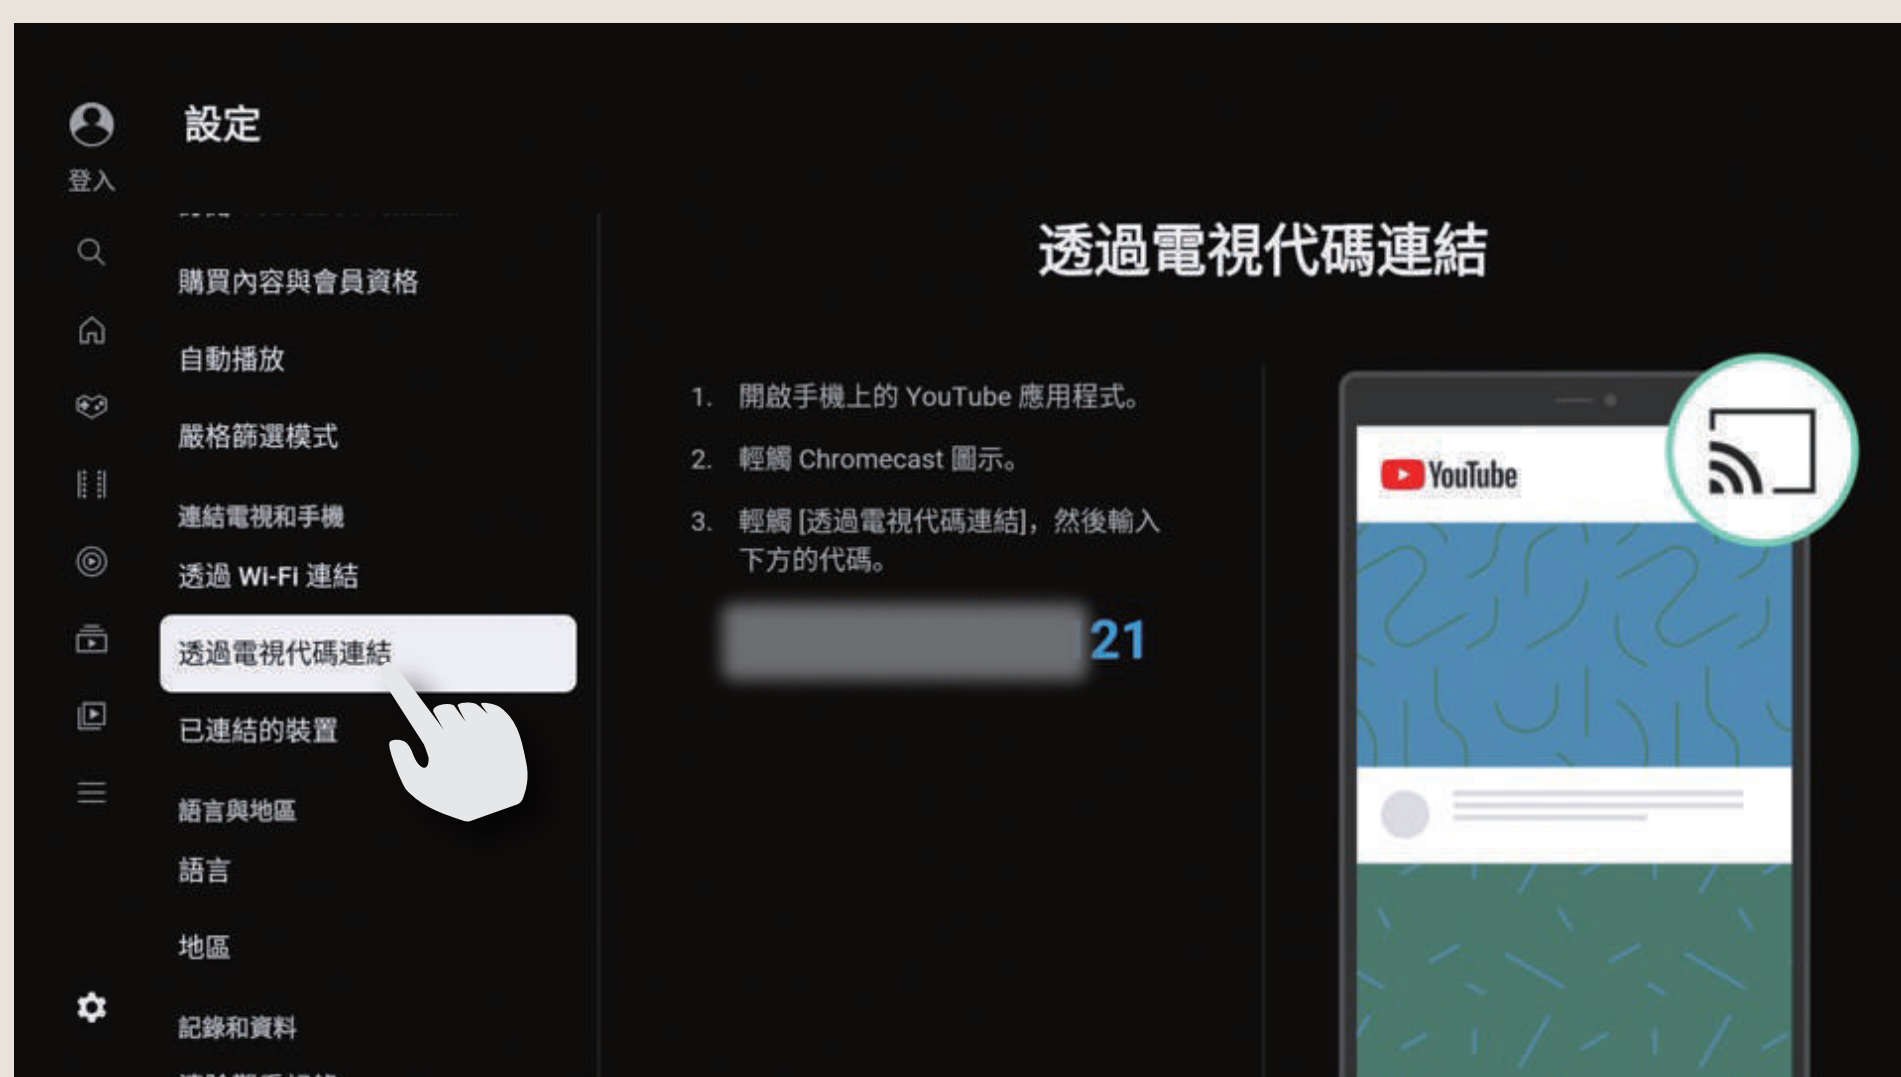 設定
登入
購買內容與會員資格
自動播放
嚴格篩選模式
連結電視和手機
透過 Wi-Fi 連結
透過電視代碼連結
已連結的裝置
語言與地區
語言
地區
記錄和資料
透過電視代碼連結
1. 開啟手機上的 YouTube 應用程式。
2. 輕觸 Chromecast 圖示。
3. 輕觸 [透過電視代碼連結]，然後輸入
下方的代碼。
21
YouTube